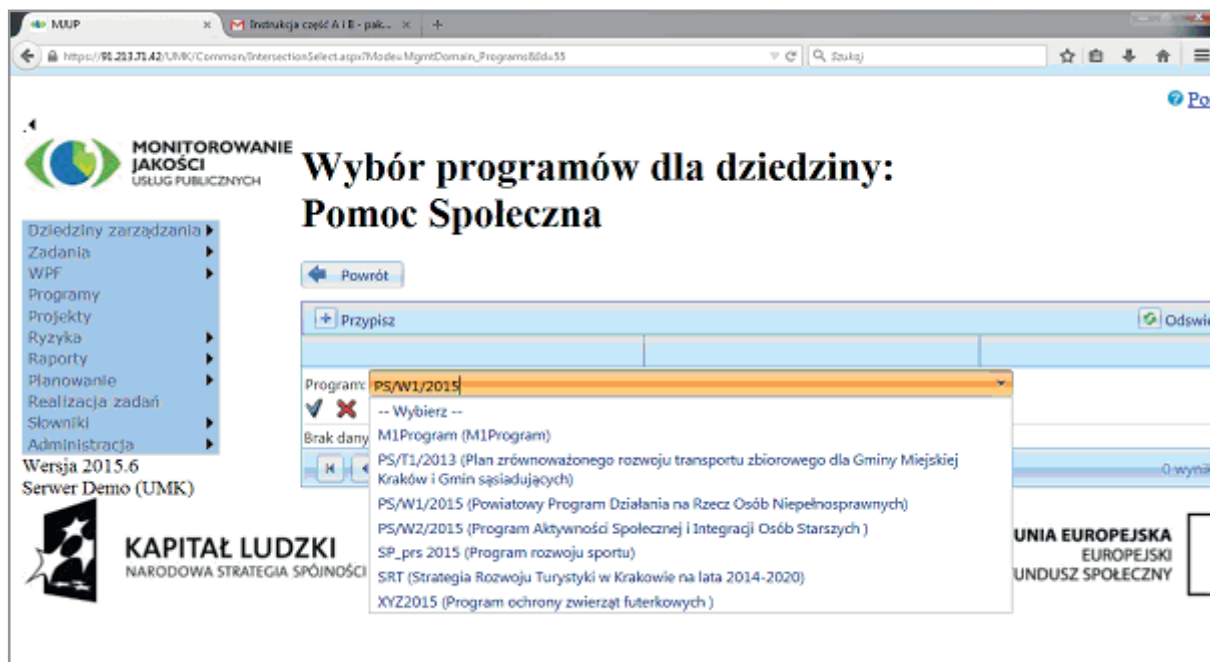 MJUP
Instrukcja część A i B - pak...
https://91.213.71.42/UMK/Common/IntersectionSelect.aspx?Mode=MgmtDomain_Programs&Id=55
Szukaj
Po
MONITOROWANIE
JAKOŚCI
USŁUG PUBLICZNYCH
Wybór programów dla dziedziny:
Pomoc Społeczna
Dziedziny zarządzania
Zadania
WPF
Programy
Projekty
Ryzyka
Raporty
Planowanie
Realizacja zadań
Słowniki
Administracja
Wersja 2015.6
Serwer Demo (UMK)
Powrót
Przypisz
Odśwież
Program: PS/W1/2015
-- Wybierz --
M1Program (M1Program)
PS/T1/2013 (Plan zrównoważonego rozwoju transportu zbiorowego dla Gminy Miejskiej
Kraków i Gmin sąsiadujących)
PS/W1/2015 (Powiatowy Program Działania na Rzecz Osób Niepełnosprawnych)
PS/W2/2015 (Program Aktywności Społecznej i Integracji Osób Starszych )
SP_prs 2015 (Program rozwoju sportu)
SRT (Strategia Rozwoju Turystyki w Krakowie na lata 2014-2020)
XYZ2015 (Program ochrony zwierząt futerkowych )
Brak dany
0 wynik
KAPITAŁ LUDZKI
NARODOWA STRATEGIA SPÓJNOŚCI
UNIA EUROPEJSKA
EUROPEJSKI
UNDUSZ SPOŁECZNY